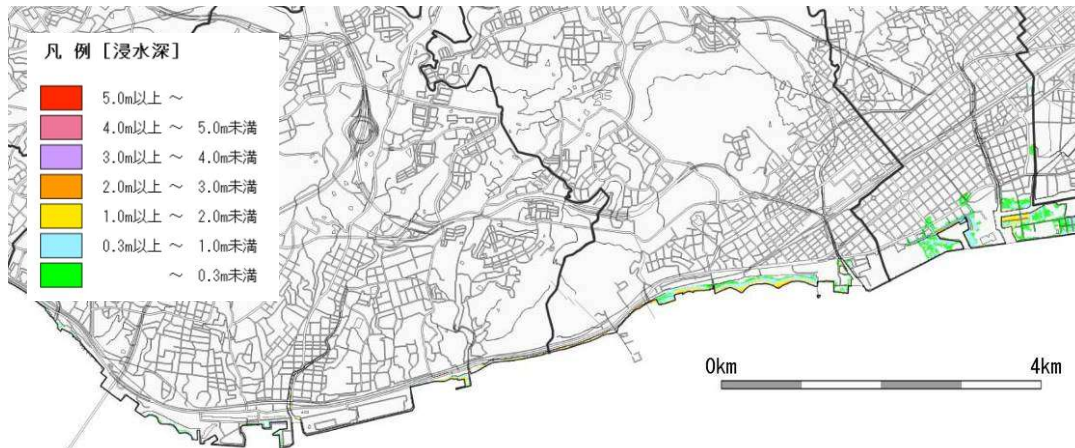 凡 例 [浸水深]
5.0m以上 ～
4.0m以上 ～ 5.0m未満
3.0m以上 ～ 4.0m未満
2.0m以上 ～ 3.0m未満
1.0m以上 ～ 2.0m未満
0.3m以上 ～ 1.0m未満
～ 0.3m未満
0km 4km